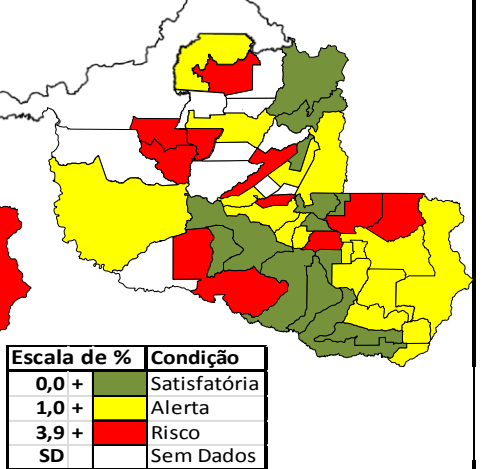 Escala de % Condição
0,0 + Satisfatória
1,0 + Alerta
3,9 + Risco
SD Sem Dados